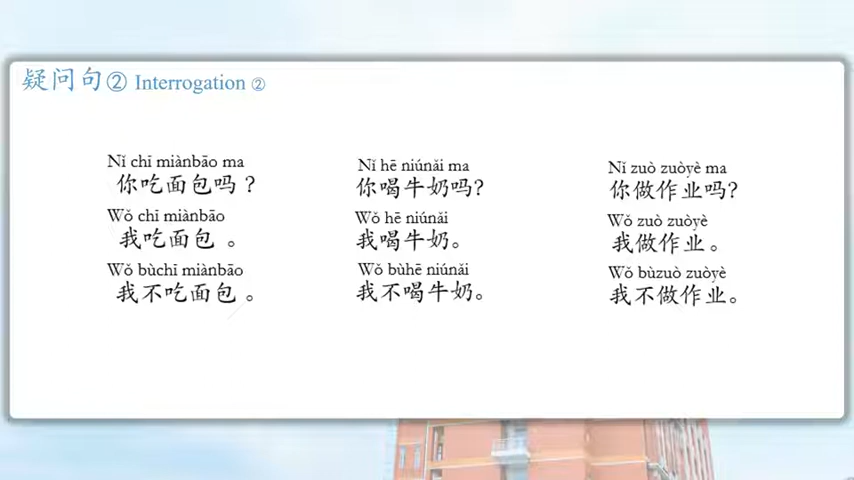 疑问句② Interrogation ②
Nǐ chī miànbāo ma
你吃面包吗？
Wǒ chī miànbāo
我吃面包 。
Wǒ bùchī miànbāo
我不吃面包 。
Nǐ hē niúnǎi ma
你喝牛奶吗?
Wǒ hē niúnǎi
我喝牛奶。
Wǒ bùhē niúnǎi
我不喝牛奶。
Nǐ zuò zuòyè ma
你做作业吗?
Wǒ zuò zuòyè
我做作业。
Wǒ bùzuò zuòyè
我不做作业。